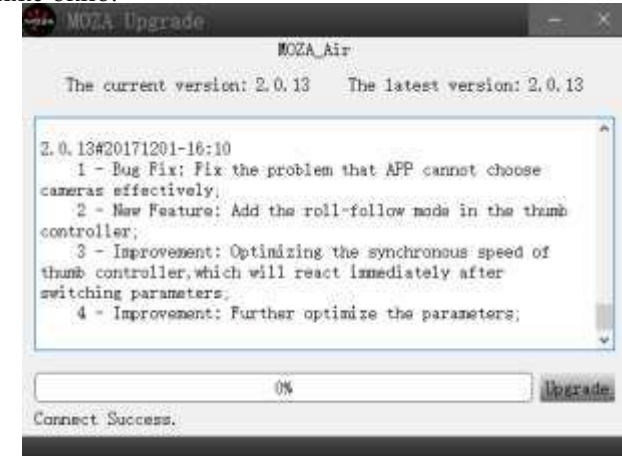 MOZA Upgrade
MOZA_Air
The current version: 2.0.13 The latest version: 2.0.13
2.0.13#20171201-16:10
1 - Bug Fix: Fix the problem that APP cannot choose
cameras effectively;
2 - New Feature: Add the roll-follow mode in the thumb
controller;
3 - Improvement: Optimizing the synchronous speed of
thumb controller,which will react immediately after
switching parameters;
4 - Improvement: Further optimize the parameters;
0%
Upgrade
Connect Success.